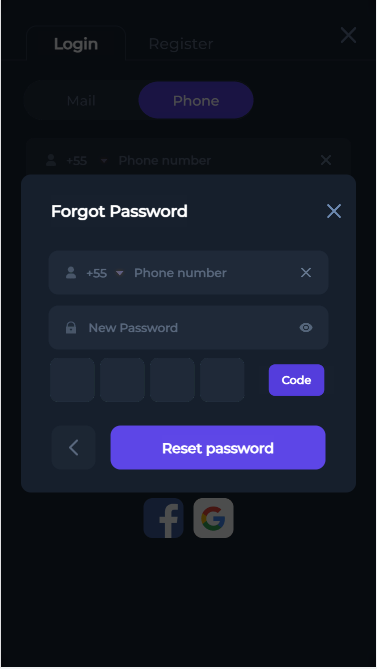 Login Register
Mail Phone
+55 Phone number
Forgot Password
+55 Phone number
New Password
Code
Reset password